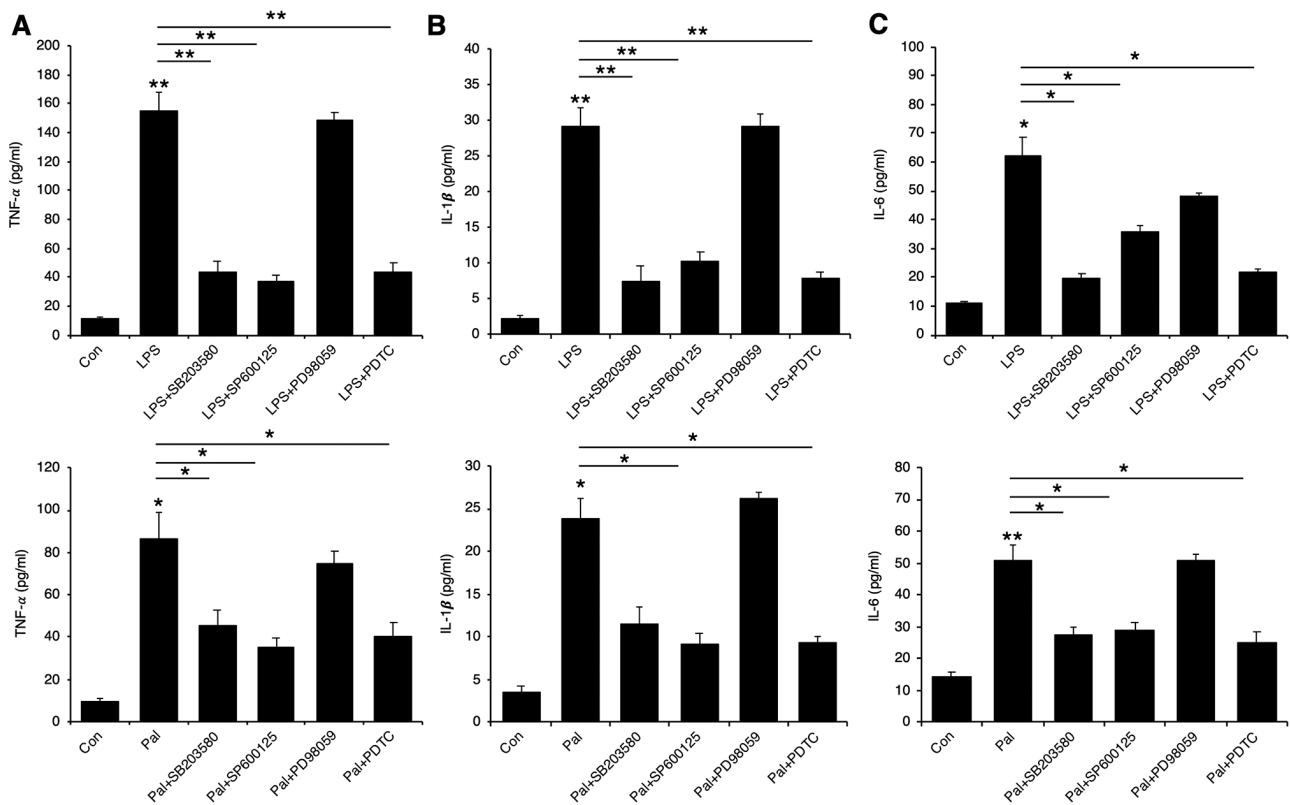 A
**
**
**
**
TNF-α (pg/ml)
200
180
160
140
120
100
80
60
40
20
0
Con
LPS
LPS+SB203580
LPS+SP600125
LPS+PD98059
LPS+PDTC
B
**
**
**
**
IL-1β (pg/ml)
40
35
30
25
20
15
10
5
0
Con
LPS
LPS+SB203580
LPS+SP600125
LPS+PD98059
LPS+PDTC
C
*
*
*
*
IL-6 (pg/ml)
100
90
80
70
60
50
40
30
20
10
0
Con
LPS
LPS+SB203580
LPS+SP600125
LPS+PD98059
LPS+PDTC
*
*
*
*
TNF-α (pg/ml)
120
100
80
60
40
20
0
Con
Pal
Pal+SB203580
Pal+SP600125
Pal+PD98059
Pal+PDTC
*
*
*
IL-1β (pg/ml)
30
25
20
15
10
5
0
Con
Pal
Pal+SB203580
Pal+SP600125
Pal+PD98059
Pal+PDTC
*
*
*
**
IL-6 (pg/ml)
80
70
60
50
40
30
20
10
0
Con
Pal
Pal+SB203580
Pal+SP600125
Pal+PD98059
Pal+PDTC